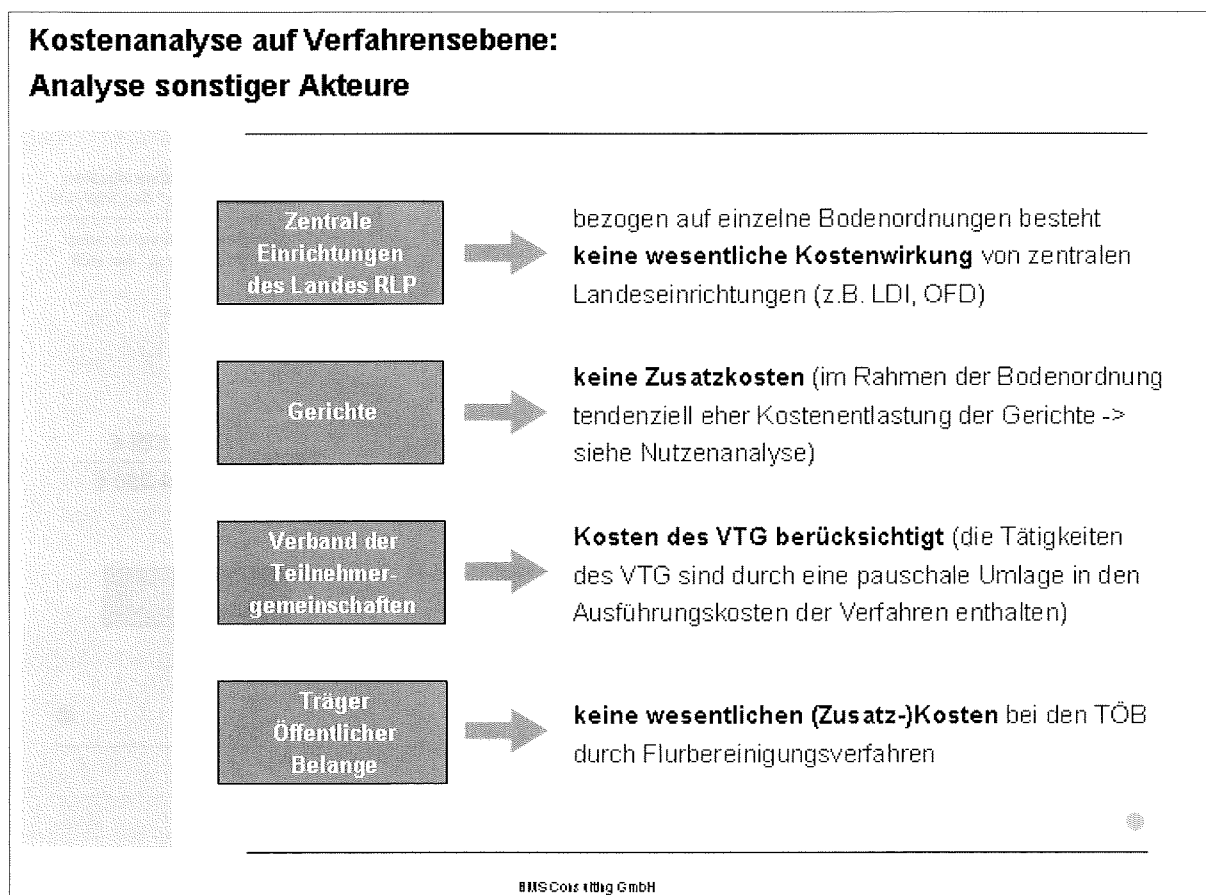 Kostenanalyse auf Verfahrensebene:
Analyse sonstiger Akteure
Zentrale
Einrichtungen
des Landes RLP
bezogen auf einzelne Bodenordnungen besteht
keine wesentliche Kostenwirkung von zentralen
Landeseinrichtungen (z.B. LDI, OFD)
Gerichte
keine Zusatzkosten (im Rahmen der Bodenordnung
tendenziell eher Kostenentlastung der Gerichte ->
siehe Nutzenanalyse)
Verband der
Teilnehmer-
gemeinschaften
Kosten des VTG berücksichtigt (die Tätigkeiten
des VTG sind durch eine pauschale Umlage in den
Ausführungskosten der Verfahren enthalten)
Träger
Öffentlicher
Belange
keine wesentlichen (Zusatz-)Kosten bei den TÖB
durch Flurbereinigungsverfahren
BMS Consulting GmbH